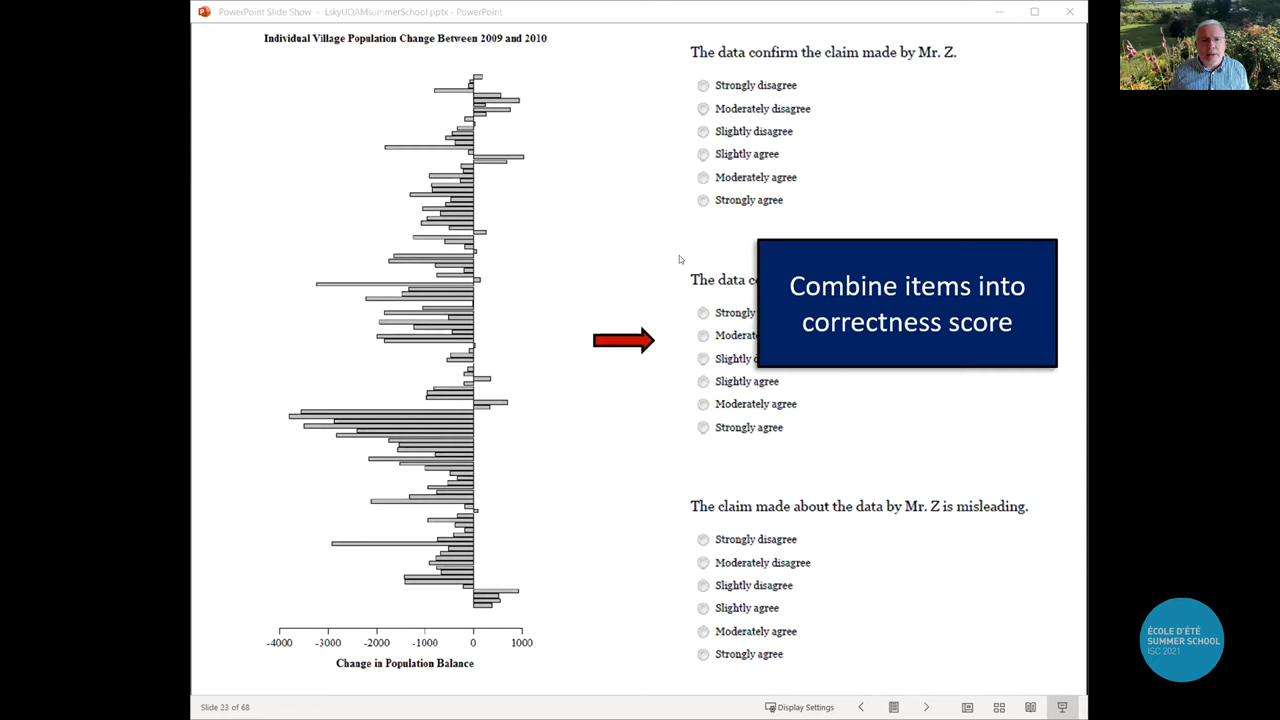 PowerPoint Slide Show - LskyUQAMsummerSchool.pptx - PowerPoint
Individual Village Population Change Between 2009 and 2010
-4000 -3000 -2000 -1000 0 1000
Change in Population Balance
The data confirm the claim made by Mr. Z.
Strongly disagree
Moderately disagree
Slightly disagree
Slightly agree
Moderately agree
Strongly agree
The data
Strongly
Slightly agree
Moderately agree
Strongly agree
Combine items into
correctness score
The claim made about the data by Mr. Z is misleading.
Strongly disagree
Moderately disagree
Slightly disagree
Slightly agree
Moderately agree
Strongly agree
Slide 23 of 68
Display Settings
ÉCOLE D'ÉTÉ
SUMMER SCHOOL
ISC 2021